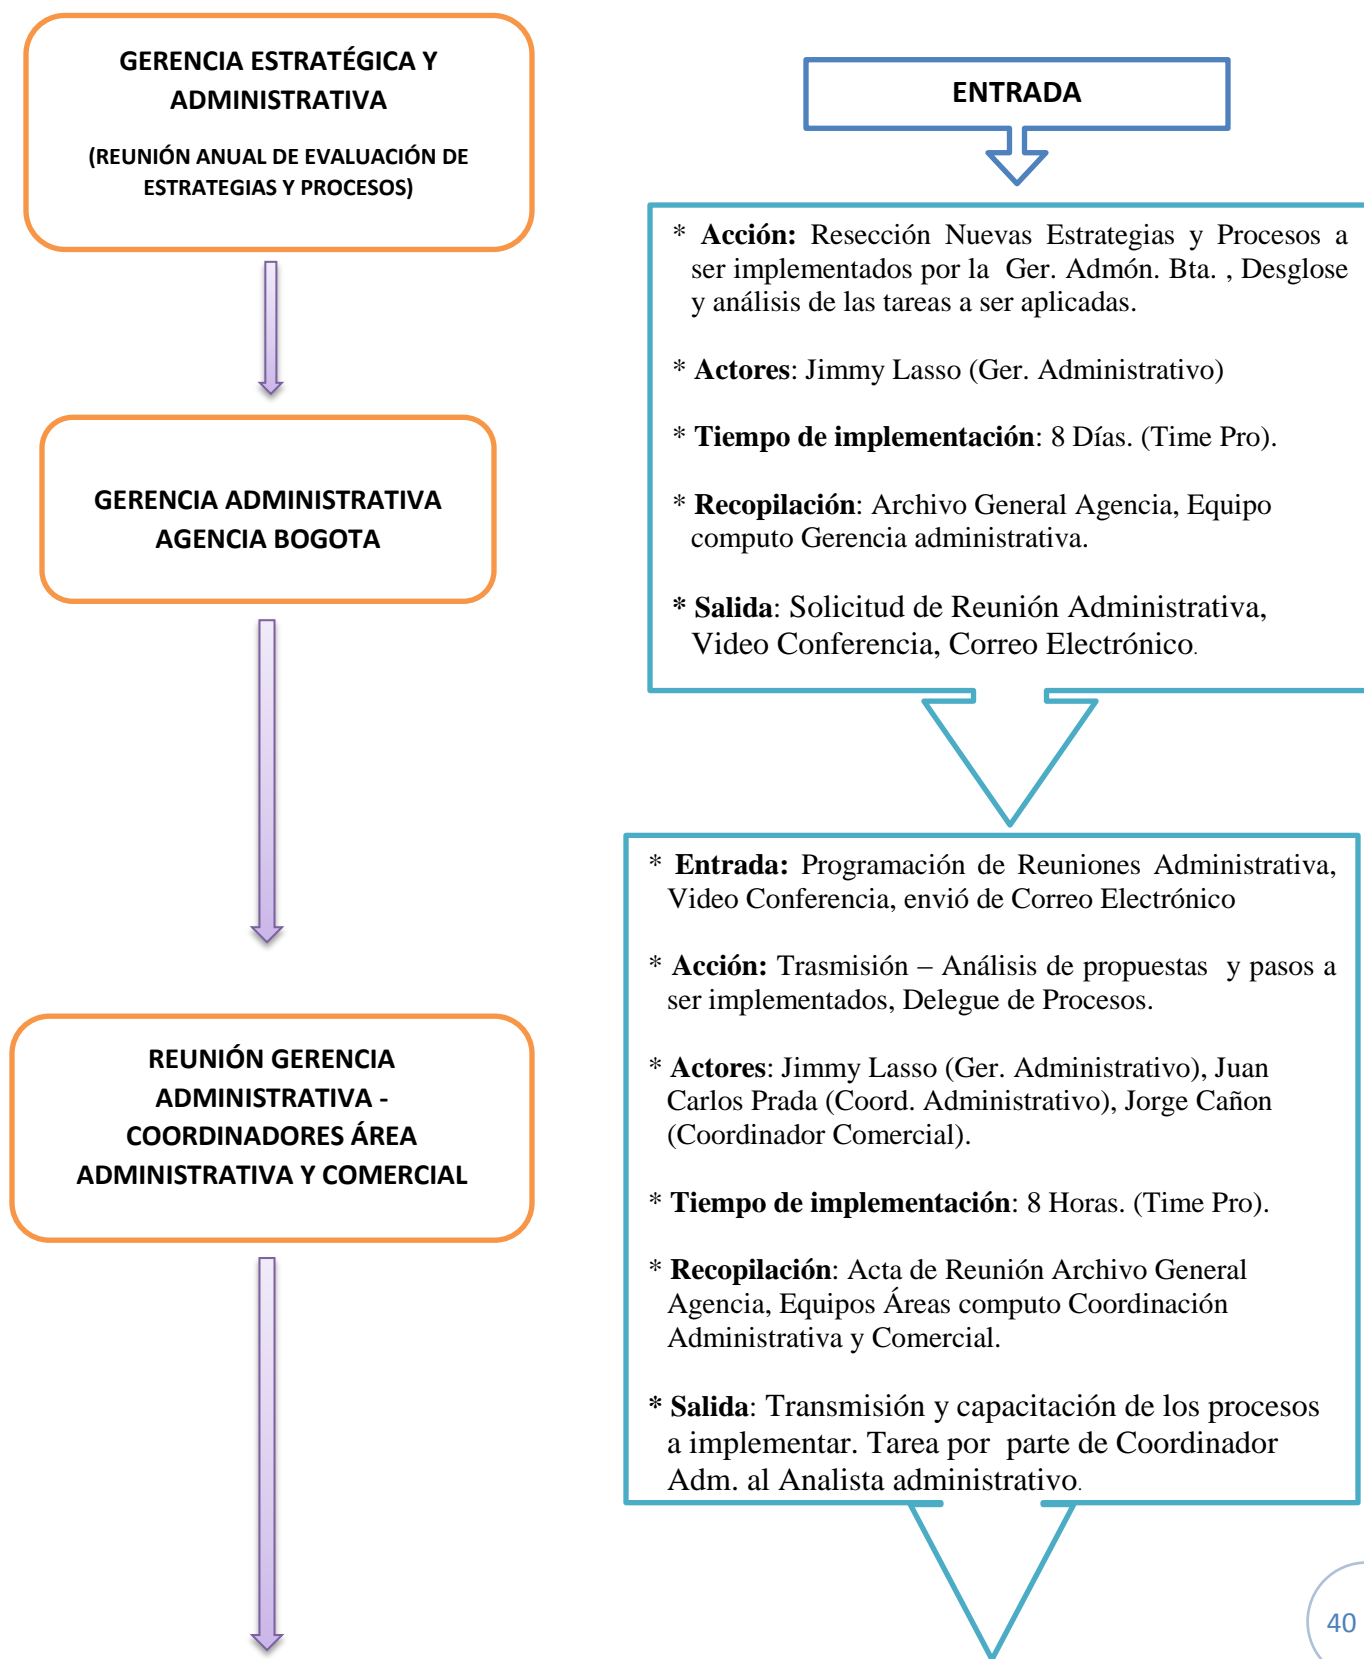 GERENCIA ESTRATÉGICA Y
ADMINISTRATIVA
(REUNIÓN ANUAL DE EVALUACIÓN DE
ESTRATEGIAS Y PROCESOS)
GERENCIA ADMINISTRATIVA
AGENCIA BOGOTA
REUNIÓN GERENCIA
ADMINISTRATIVA -
COORDINADORES ÁREA
ADMINISTRATIVA Y COMERCIAL
ENTRADA
* Acción: Resección Nuevas Estrategias y Procesos a
ser implementados por la Ger. Admón. Bta. , Desglose
y análisis de las tareas a ser aplicadas.
* Actores: Jimmy Lasso (Ger. Administrativo)
* Tiempo de implementación: 8 Días. (Time Pro).
* Recopilación: Archivo General Agencia, Equipo
computo Gerencia administrativa.
* Salida: Solicitud de Reunión Administrativa,
Video Conferencia, Correo Electrónico.
* Entrada: Programación de Reuniones Administrativa,
Video Conferencia, envió de Correo Electrónico
* Acción: Trasmisión – Análisis de propuestas y pasos a
ser implementados, Delegue de Procesos.
* Actores: Jimmy Lasso (Ger. Administrativo), Juan
Carlos Prada (Coord. Administrativo), Jorge Cañon
(Coordinador Comercial).
* Tiempo de implementación: 8 Horas. (Time Pro).
* Recopilación: Acta de Reunión Archivo General
Agencia, Equipos Áreas computo Coordinación
Administrativa y Comercial.
* Salida: Transmisión y capacitación de los procesos
a implementar. Tarea por parte de Coordinador
Adm. al Analista administrativo.
40